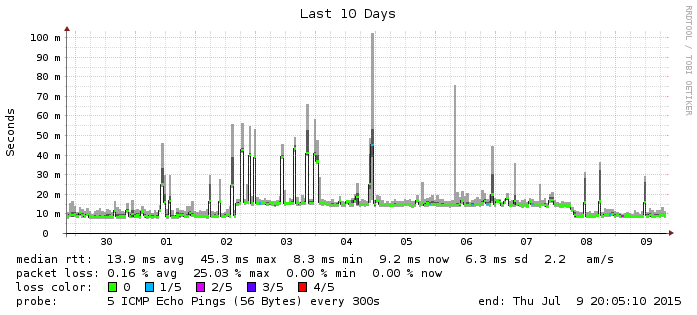 Last 10 Days
RRDTOOL / TOBI OETIKER
Seconds
100 m
90 m
80 m
70 m
60 m
50 m
40 m
30 m
20 m
10 m
0
30 01 02 03 04 05 06 07 08 09
median rtt: 13.9 ms avg 45.3 ms max 8.3 ms min 9.2 ms now 6.3 ms sd 2.2 am/s
packet loss: 0.16 % avg 25.03 % max 0.00 % min 0.00 % now
loss color: 0 1/5 2/5 3/5 4/5
probe: 5 ICMP Echo Pings (56 Bytes) every 300s end: Thu Jul 9 20:05:10 2015